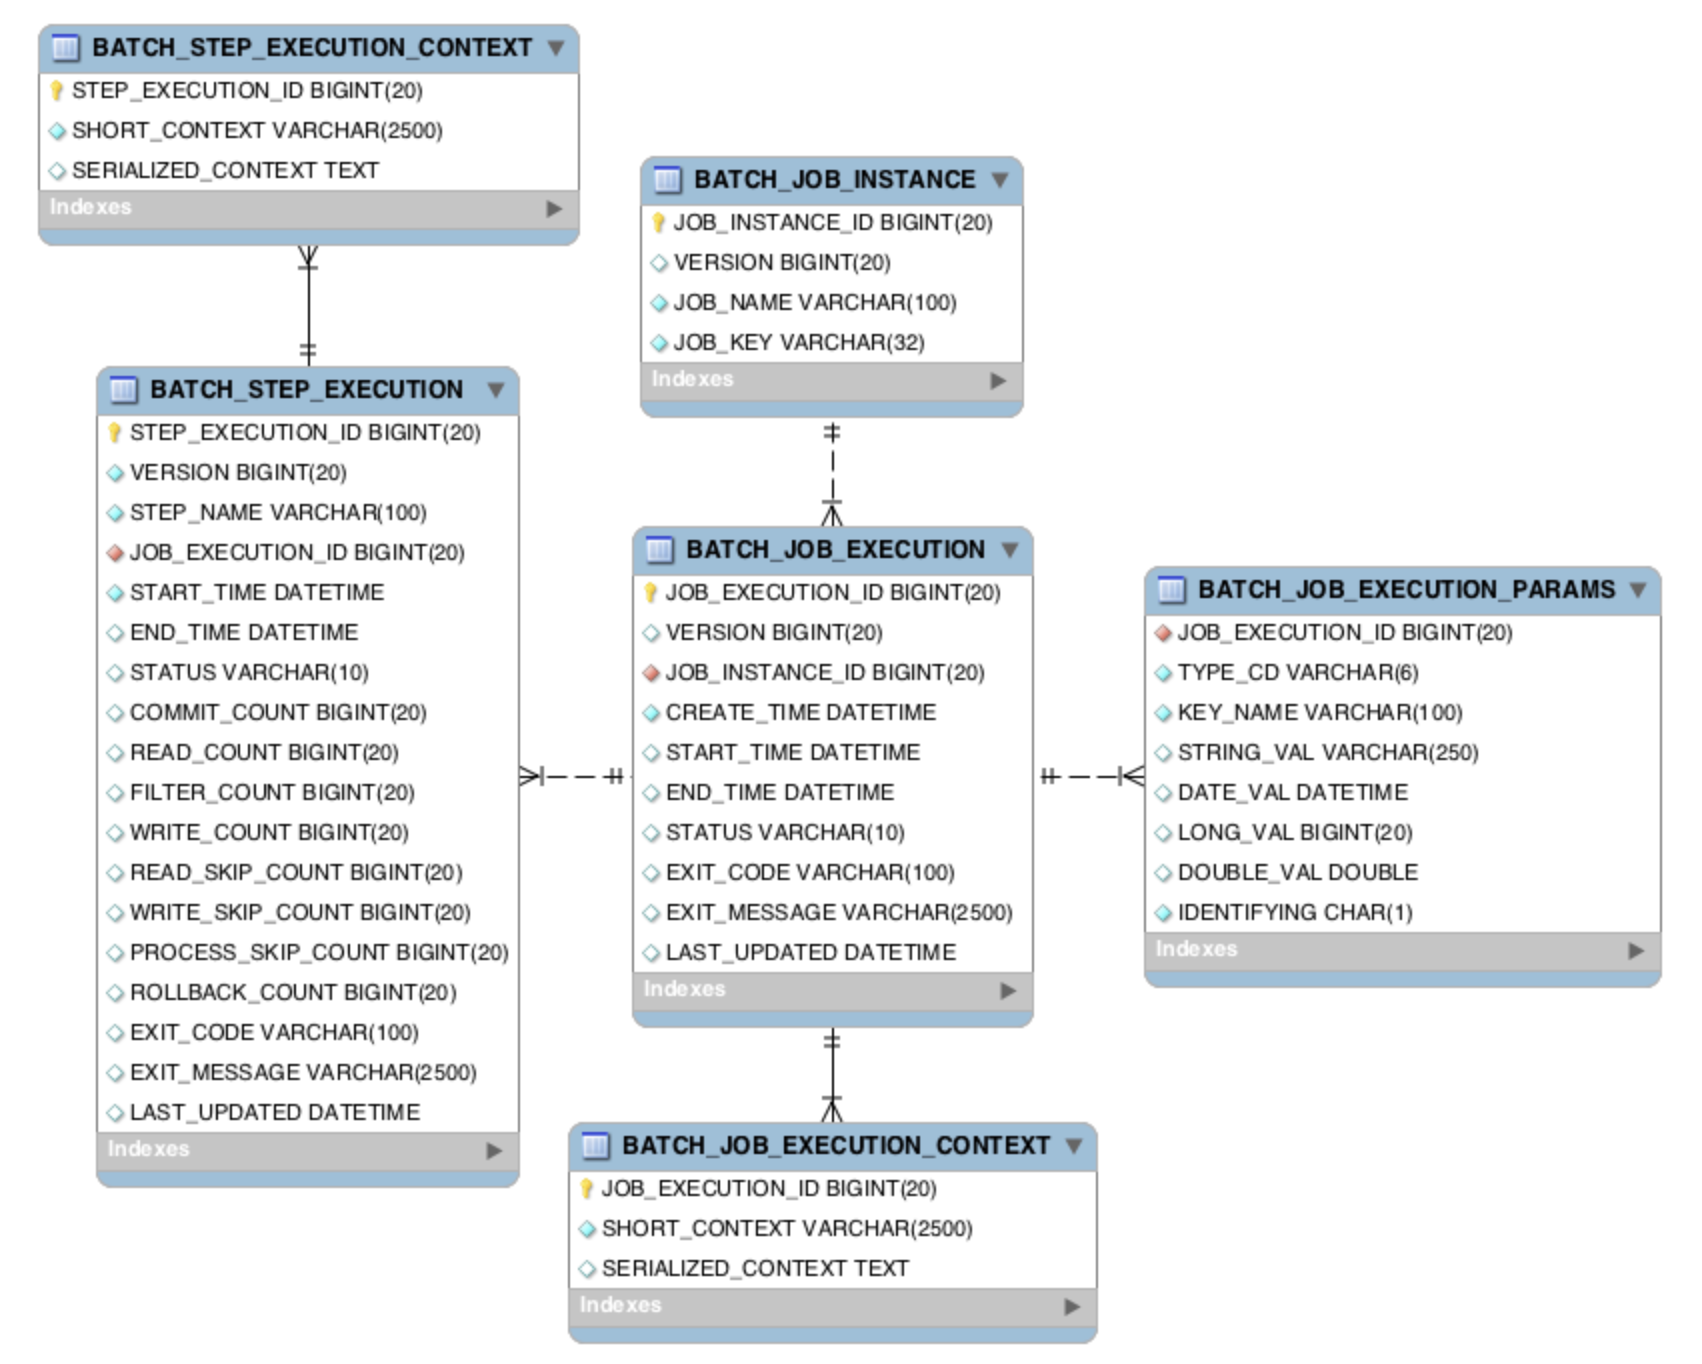 BATCH_STEP_EXECUTION_CONTEXT
STEP_EXECUTION_ID BIGINT(20)
SHORT_CONTEXT VARCHAR(2500)
SERIALIZED_CONTEXT TEXT
Indexes
BATCH_JOB_INSTANCE
JOB_INSTANCE_ID BIGINT(20)
VERSION BIGINT(20)
JOB_NAME VARCHAR(100)
JOB_KEY VARCHAR(32)
Indexes
BATCH_STEP_EXECUTION
STEP_EXECUTION_ID BIGINT(20)
VERSION BIGINT(20)
STEP_NAME VARCHAR(100)
JOB_EXECUTION_ID BIGINT(20)
START_TIME DATETIME
END_TIME DATETIME
STATUS VARCHAR(10)
COMMIT_COUNT BIGINT(20)
READ_COUNT BIGINT(20)
FILTER_COUNT BIGINT(20)
WRITE_COUNT BIGINT(20)
READ_SKIP_COUNT BIGINT(20)
WRITE_SKIP_COUNT BIGINT(20)
PROCESS_SKIP_COUNT BIGINT(20)
ROLLBACK_COUNT BIGINT(20)
EXIT_CODE VARCHAR(100)
EXIT_MESSAGE VARCHAR(2500)
LAST_UPDATED DATETIME
Indexes
BATCH_JOB_EXECUTION
JOB_EXECUTION_ID BIGINT(20)
VERSION BIGINT(20)
JOB_INSTANCE_ID BIGINT(20)
CREATE_TIME DATETIME
START_TIME DATETIME
END_TIME DATETIME
STATUS VARCHAR(10)
EXIT_CODE VARCHAR(100)
EXIT_MESSAGE VARCHAR(2500)
LAST_UPDATED DATETIME
Indexes
BATCH_JOB_EXECUTION_PARAMS
JOB_EXECUTION_ID BIGINT(20)
TYPE_CD VARCHAR(6)
KEY_NAME VARCHAR(100)
STRING_VAL VARCHAR(250)
DATE_VAL DATETIME
LONG_VAL BIGINT(20)
DOUBLE_VAL DOUBLE
IDENTIFYING CHAR(1)
Indexes
BATCH_JOB_EXECUTION_CONTEXT
JOB_EXECUTION_ID BIGINT(20)
SHORT_CONTEXT VARCHAR(2500)
SERIALIZED_CONTEXT TEXT
Indexes